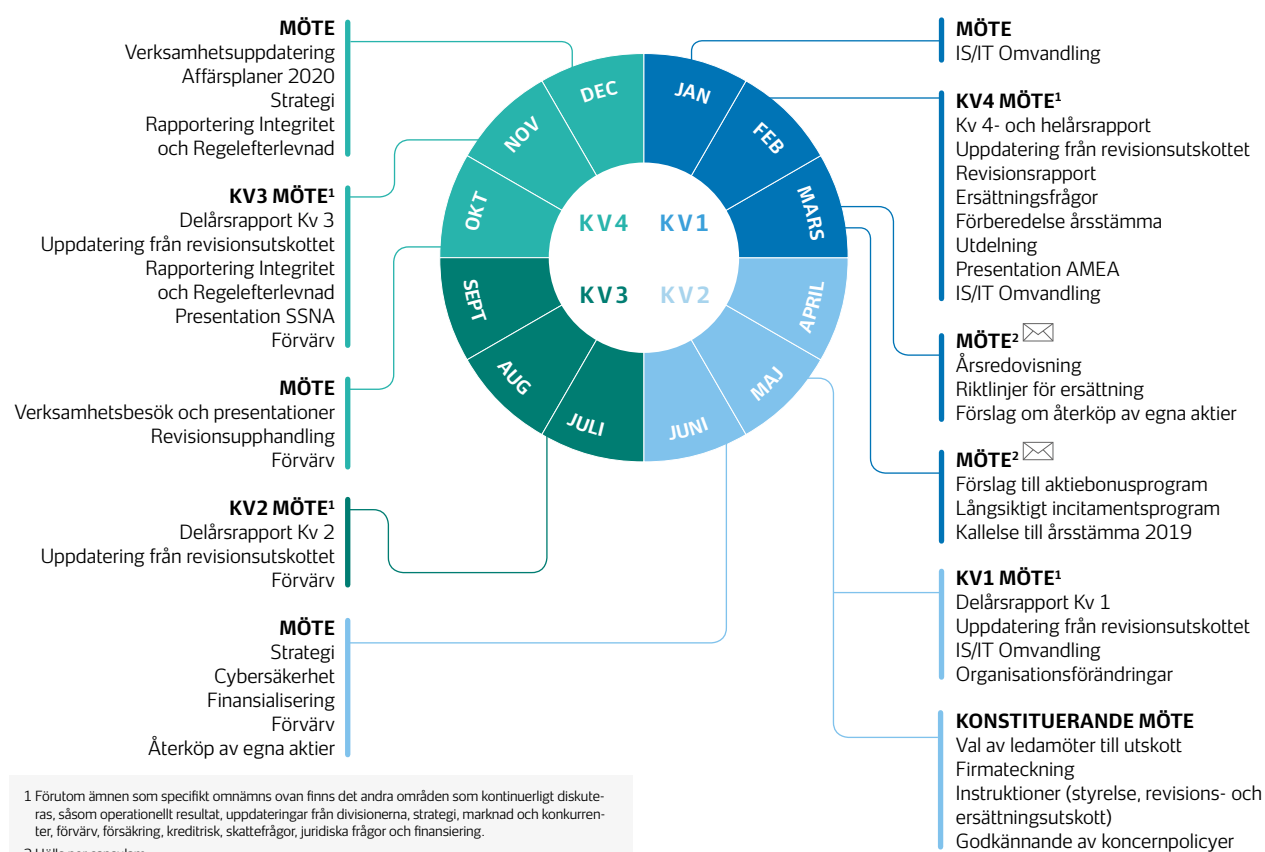 MÖTE
Verksamhetsuppdatering
Affärsplaner 2020
Strategi
Rapportering Integritet
och Regelefterlevnad
KV3 MÖTE¹
Delårsrapport Kv 3
Uppdatering från revisionsutskottet
Rapportering Integritet
och Regelefterlevnad
Presentation SSNA
Förvärv
MÖTE
Verksamhetsbesök och presentationer
Revisionsupphandling
Förvärv
KV2 MÖTE¹
Delårsrapport Kv 2
Uppdatering från revisionsutskottet
Förvärv
MÖTE
Strategi
Cybersäkerhet
Finansialisering
Förvärv
Återköp av egna aktier
JAN
FEB
MARS
APRIL
MAJ
JUNI
JULI
AUG
SEPT
OKT
NOV
DEC
KV4 KV1
KV3 KV2
MÖTE
IS/IT Omvandling
KV4 MÖTE¹
Kv 4- och helårsrapport
Uppdatering från revisionsutskottet
Revisionsrapport
Ersättningsfrågor
Förberedelse årsstämma
Utdelning
Presentation AMEA
IS/IT Omvandling
MÖTE²
Årsredovisning
Riktlinjer för ersättning
Förslag om återköp av egna aktier
MÖTE²
Förslag till aktiebonusprogram
Långsiktigt incitamentsprogram
Kallelse till årsstämma 2019
KV1 MÖTE¹
Delårsrapport Kv 1
Uppdatering från revisionsutskottet
IS/IT Omvandling
Organisationsförändringar
KONSTITUERANDE MÖTE
Val av ledamöter till utskott
Firmateckning
Instruktioner (styrelse, revisions- och
ersättningsutskott)
Godkännande av koncernpolicyer
1 Förutom ämnen som specifikt omnämns ovan finns det andra områden som kontinuerligt diskute-
ras, såsom operationellt resultat, uppdateringar från divisionerna, strategi, marknad och konkurren-
ter, förvärv, försäkring, kreditrisk, skattefrågor, juridiska frågor och finansiering.